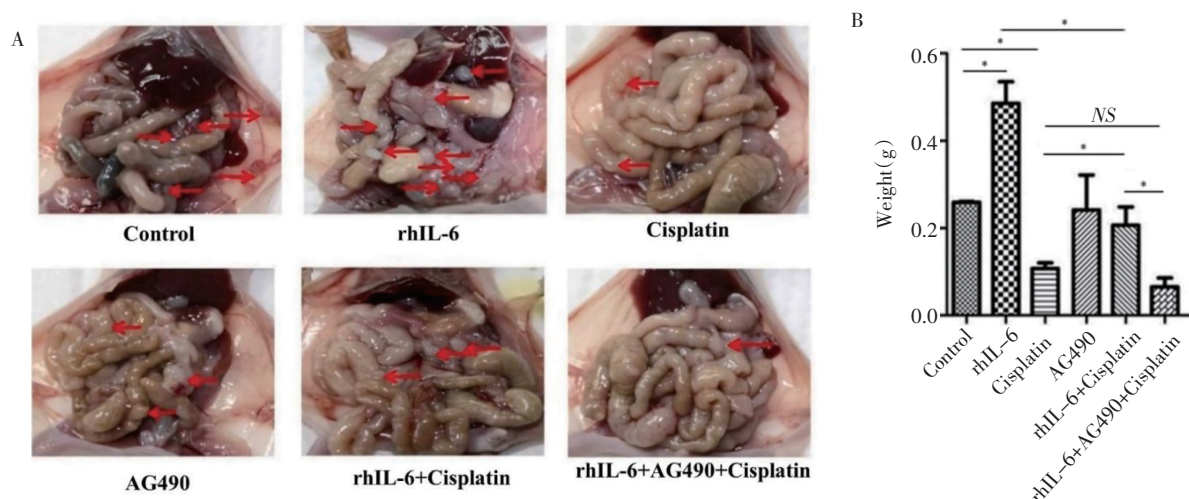 A
Control
rhIL-6
Cisplatin
AG490
rhIL-6+Cisplatin
rhIL-6+AG490+Cisplatin
B
*
*
*
NS
*
*
Weight(g)
0.6
0.4
0.2
0.0
Control
rhIL-6
Cisplatin
AG490
rhIL-6+Cisplatin
rhIL-6+AG490+Cisplatin